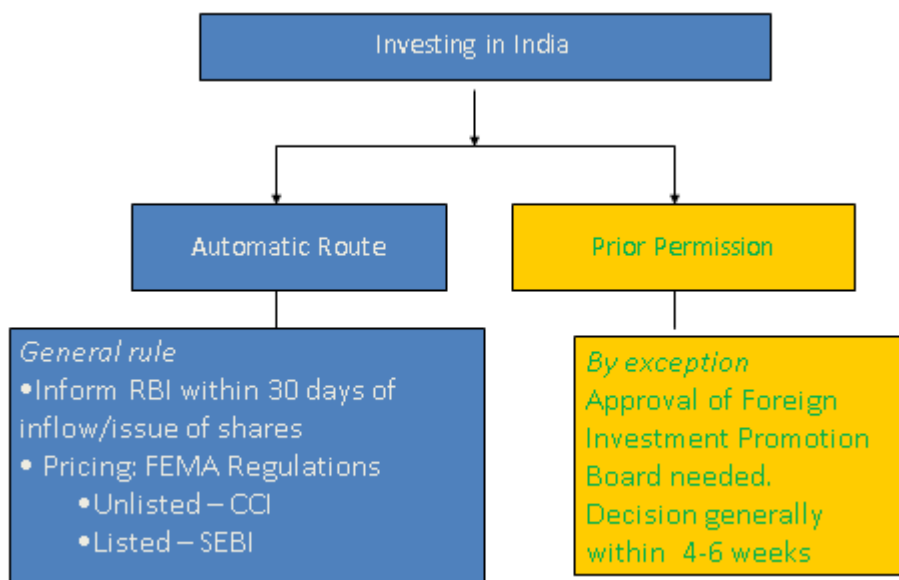 Investing in India
Automatic Route
Prior Permission
General rule
•Inform RBI within 30 days of
inflow/issue of shares
• Pricing: FEMA Regulations
•Unlisted – CCI
•Listed – SEBI
By exception
Approval of Foreign
Investment Promotion
Board needed.
Decision generally
within 4-6 weeks